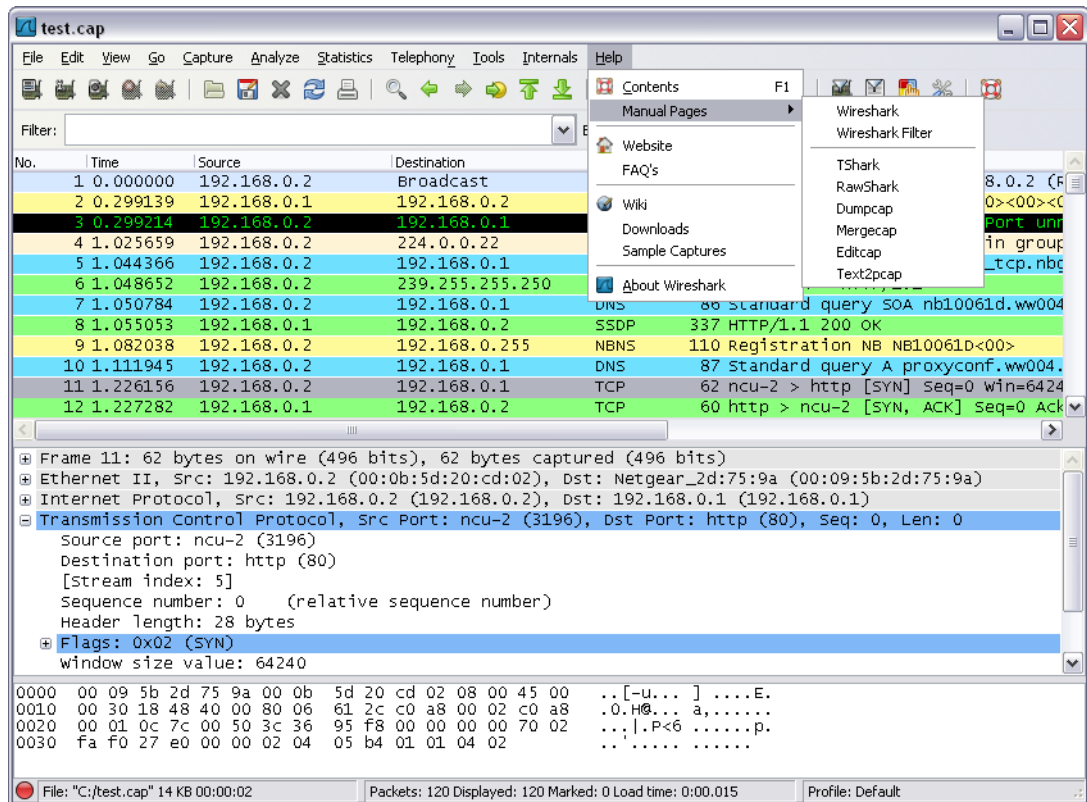 test.cap
File Edit View Go Capture Analyze Statistics Telephony Tools Internals Help
Contents F1
Manual Pages
Website
FAQ's
Wiki
Downloads
Sample Captures
About Wireshark
Wireshark
Wireshark Filter
TShark
RawShark
Dumpcap
Mergecap
Editcap
Text2pcap
Filter:
No. Time Source Destination
1 0.000000 192.168.0.2 Broadcast 8.0.2 (R
2 0.299139 192.168.0.1 192.168.0.2 0><00><0
3 0.299214 192.168.0.2 192.168.0.1 Port unr
4 1.025659 192.168.0.2 224.0.0.22 in group
5 1.044366 192.168.0.2 192.168.0.1 _tcp.nbg
6 1.048652 192.168.0.2 239.255.255.250
7 1.050784 192.168.0.2 192.168.0.1 DNS 86 Standard query SOA nb10061d.ww004
8 1.055053 192.168.0.1 192.168.0.2 SSDP 337 HTTP/1.1 200 OK
9 1.082038 192.168.0.2 192.168.0.255 NBNS 110 Registration NB NB10061D<00>
10 1.111945 192.168.0.2 192.168.0.1 DNS 87 Standard query A proxyconf.ww004.
11 1.226156 192.168.0.2 192.168.0.1 TCP 62 ncu-2 > http [SYN] Seq=0 Win=6424
12 1.227282 192.168.0.1 192.168.0.2 TCP 60 http > ncu-2 [SYN, ACK] Seq=0 Ack
Frame 11: 62 bytes on wire (496 bits), 62 bytes captured (496 bits)
Ethernet II, Src: 192.168.0.2 (00:0b:5d:20:cd:02), Dst: Netgear_2d:75:9a (00:09:5b:2d:75:9a)
Internet Protocol, Src: 192.168.0.2 (192.168.0.2), Dst: 192.168.0.1 (192.168.0.1)
Transmission Control Protocol, Src Port: ncu-2 (3196), Dst Port: http (80), Seq: 0, Len: 0
Source port: ncu-2 (3196)
Destination port: http (80)
[Stream index: 5]
Sequence number: 0 (relative sequence number)
Header length: 28 bytes
Flags: 0x02 (SYN)
Window size value: 64240
0000 00 09 5b 2d 75 9a 00 0b 5d 20 cd 02 08 00 45 00 ..[-u... ] ....E.
0010 00 30 18 48 40 00 80 06 61 2c c0 a8 00 02 c0 a8 .0.H@... a,......
0020 00 01 0c 7c 00 50 3c 36 95 f8 00 00 00 00 70 02 ...|.P<6 ......p.
0030 fa f0 27 e0 00 00 02 04 05 b4 01 01 04 02 ..'..... ......
File: "C:/test.cap" 14 KB 00:00:02 Packets: 120 Displayed: 120 Marked: 0 Load time: 0:00.015 Profile: Default